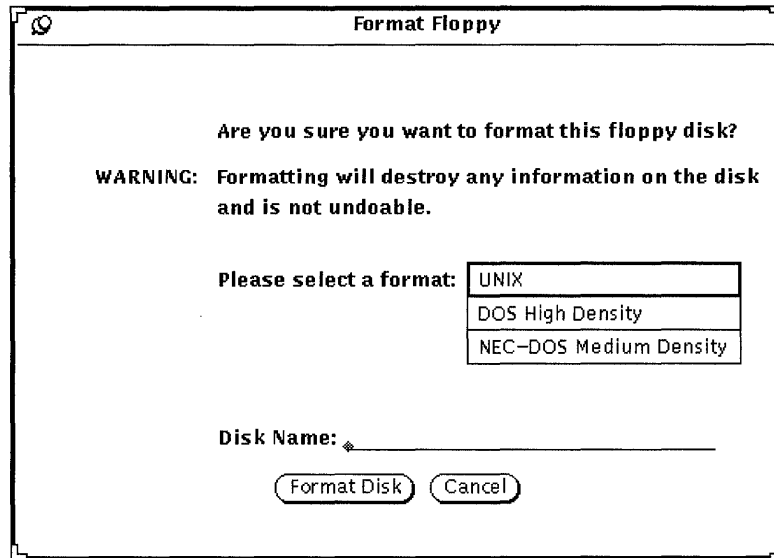 Format Floppy
Are you sure you want to format this floppy disk?
WARNING: Formatting will destroy any information on the disk
and is not undoable.
Please select a format: UNIX
DOS High Density
NEC-DOS Medium Density
Disk Name:
Format Disk Cancel